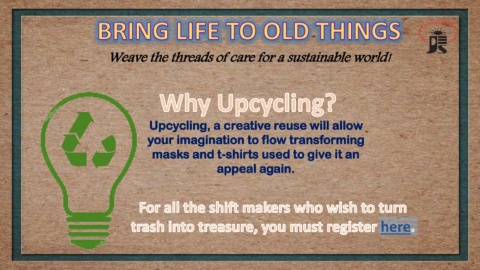 BRING LIFE TO OLD THINGS
Weave the threads of care for a sustainable world!
Why Upcycling?
Upcycling, a creative reuse will allow
your imagination to flow transforming
masks and t-shirts used to give it an
appeal again.
For all the shift makers who wish to turn
trash into treasure, you must register here.